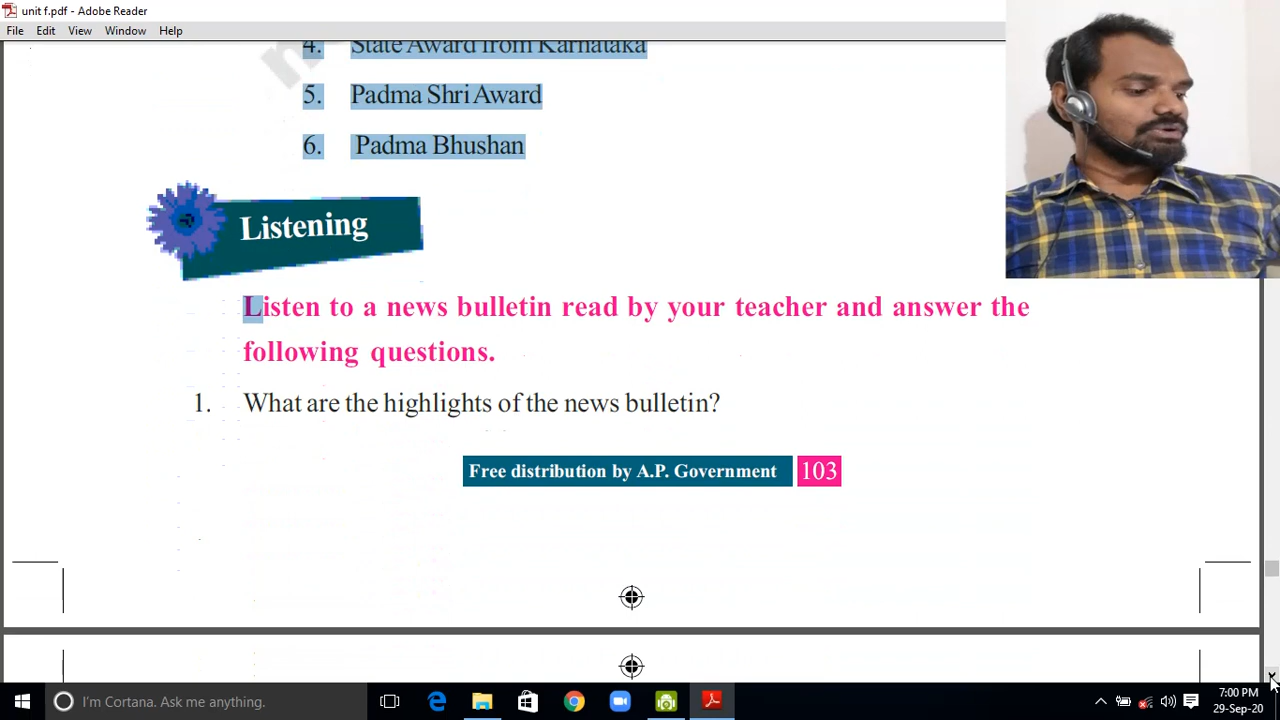 unit f.pdf - Adobe Reader
File Edit View Window Help
4. State Award from Karnataka
5. Padma Shri Award
6. Padma Bhushan
Listening
Listen to a news bulletin read by your teacher and answer the
following questions.
1. What are the highlights of the news bulletin?
Free distribution by A.P. Government 103
I'm Cortana. Ask me anything.
7:00 PM
29-Sep-20